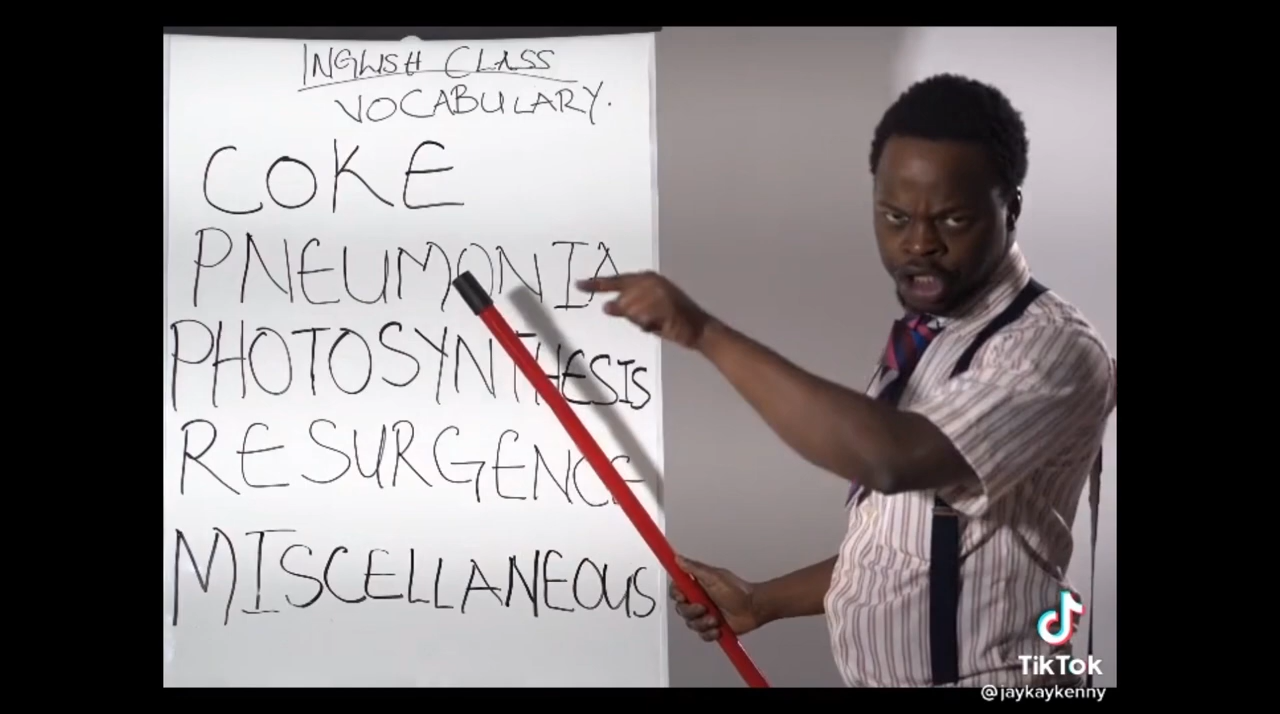 INGLISH CLASS
VOCABULARY.
COKE
PNEUMONIA
PHOTOSYNTHESIS
RESURGENCE
MISCELLANEOUS
TikTok
@jaykaykenny